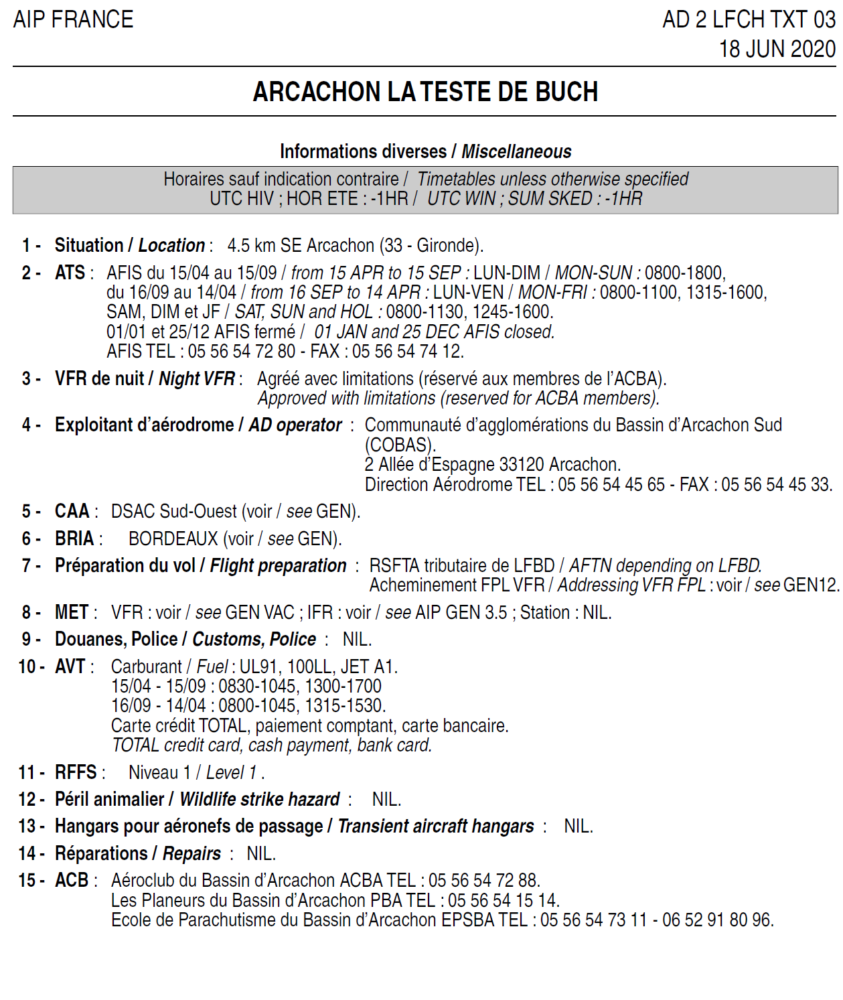 AIP FRANCE
AD 2 LFCH TXT 03
18 JUN 2020
ARCACHON LA TESTE DE BUCH
Informations diverses / Miscellaneous
Horaires sauf indication contraire / Timetables unless otherwise specified
UTC HIV ; HOR ETE : -1HR / UTC WIN ; SUM SKED : -1HR
1 - Situation / Location : 4.5 km SE Arcachon (33 - Gironde).
2 - ATS : AFIS du 15/04 au 15/09 / from 15 APR to 15 SEP : LUN-DIM / MON-SUN : 0800-1800,
du 16/09 au 14/04 / from 16 SEP to 14 APR : LUN-VEN / MON-FRI : 0800-1100, 1315-1600,
SAM, DIM et JF / SAT, SUN and HOL : 0800-1130, 1245-1600.
01/01 et 25/12 AFIS fermé / 01 JAN and 25 DEC AFIS closed.
AFIS TEL : 05 56 54 72 80 - FAX : 05 56 54 74 12.
3 - VFR de nuit / Night VFR : Agréé avec limitations (réservé aux membres de l'ACBA).
Approved with limitations (reserved for ACBA members).
4 - Exploitant d'aérodrome / AD operator : Communauté d'agglomérations du Bassin d'Arcachon Sud
(COBAS).
2 Allée d'Espagne 33120 Arcachon.
Direction Aérodrome TEL : 05 56 54 45 65 - FAX : 05 56 54 45 33.
5 - CAA : DSAC Sud-Ouest (voir / see GEN).
6 - BRIA : BORDEAUX (voir / see GEN).
7 - Préparation du vol / Flight preparation : RSFTA tributaire de LFBD / AFTN depending on LFBD.
Acheminement FPL VFR / Addressing VFR FPL : voir / see GEN12.
8 - MET : VFR : voir / see GEN VAC ; IFR : voir / see AIP GEN 3.5 ; Station : NIL.
9 - Douanes, Police / Customs, Police : NIL.
10 - AVT : Carburant / Fuel : UL91, 100LL, JET A1.
15/04 - 15/09 : 0830-1045, 1300-1700
16/09 - 14/04 : 0800-1045, 1315-1530.
Carte crédit TOTAL, paiement comptant, carte bancaire.
TOTAL credit card, cash payment, bank card.
11 - RFFS : Niveau 1 / Level 1 .
12 - Péril animalier / Wildlife strike hazard : NIL.
13 - Hangars pour aéronefs de passage / Transient aircraft hangars : NIL.
14 - Réparations / Repairs : NIL.
15 - ACB : Aéroclub du Bassin d'Arcachon ACBA TEL : 05 56 54 72 88.
Les Planeurs du Bassin d'Arcachon PBA TEL : 05 56 54 15 14.
Ecole de Parachutisme du Bassin d'Arcachon EPSBA TEL : 05 56 54 73 11 - 06 52 91 80 96.